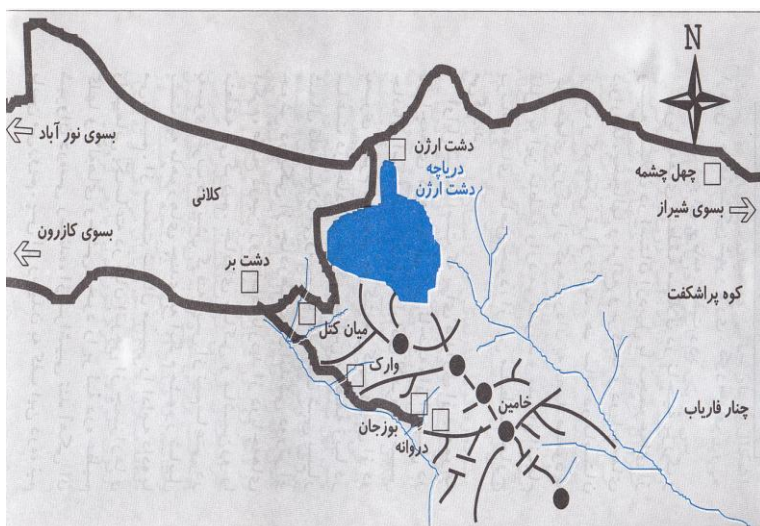 N
بسوی نور آباد
دشت ارژن
دریاچه
دشت ارژن
چهل چشمه
کلانی
بسوی شیراز
بسوی کازرون
دشت بر
کوه پراشکفت
میان کتل
وارک
خامین
چنار فاریاب
بوزجان
دروانه